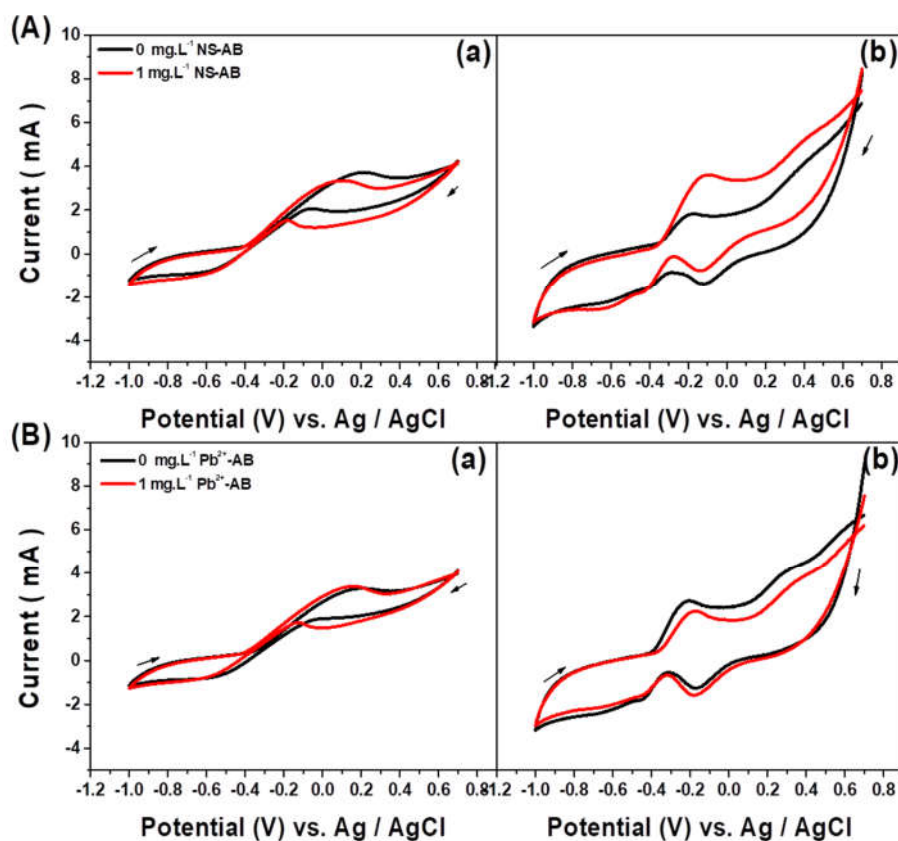 (A)
10
8
6
4
2
0
-2
-4
Current ( mA)
0 mg.L⁻¹ NS-AB
1 mg.L⁻¹ NS-AB
(a)
(b)
-1.2 -1.0 -0.8 -0.6 -0.4 -0.2 0.0 0.2 0.4 0.6 0.8
-1.2 -1.0 -0.8 -0.6 -0.4 -0.2 0.0 0.2 0.4 0.6 0.8
Potential (V) vs. Ag / AgCl
Potential (V) vs. Ag / AgCl
(B)
10
8
6
4
2
0
-2
-4
Current ( mA)
0 mg.L⁻¹ Pb²⁺-AB
1 mg.L⁻¹ Pb²⁺-AB
(a)
(b)
-1.2 -1.0 -0.8 -0.6 -0.4 -0.2 0.0 0.2 0.4 0.6 0.8
-1.2 -1.0 -0.8 -0.6 -0.4 -0.2 0.0 0.2 0.4 0.6 0.8
Potential (V) vs. Ag / AgCl
Potential (V) vs. Ag / AgCl